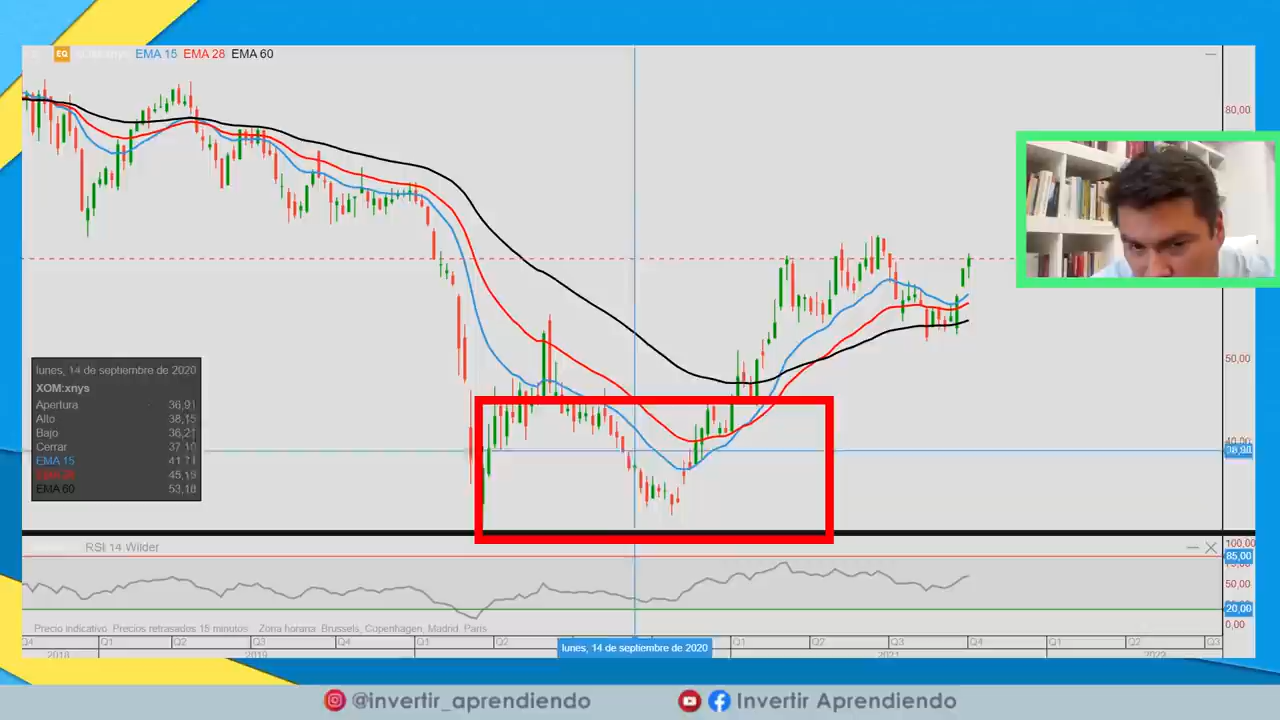 EQ EMA 15 EMA 28 EMA 60
80,00
50,00
40,00
38,90
lunes, 14 de septiembre de 2020
XOM:xnys
Apertura 36,91
Alto 38,15
Bajo 36,21
Cerrar 37,10
EMA 15 41,71
EMA 28 45,19
EMA 60 53,18
RSI 14 Wilder
100,00
85,00
50,00
20,00
0,00
Precio indicativo Precios retrasados 15 minutos Zona horaria: Brussels, Copenhagen, Madrid, Paris
Q4 Q1 Q2 Q3 Q4 Q1 Q2 Q1 Q2 Q3 Q4 Q1 Q2 Q3
lunes, 14 de septiembre de 2020
2018 2019 2021 2022
@invertir_aprendiendo
Invertir Aprendiendo